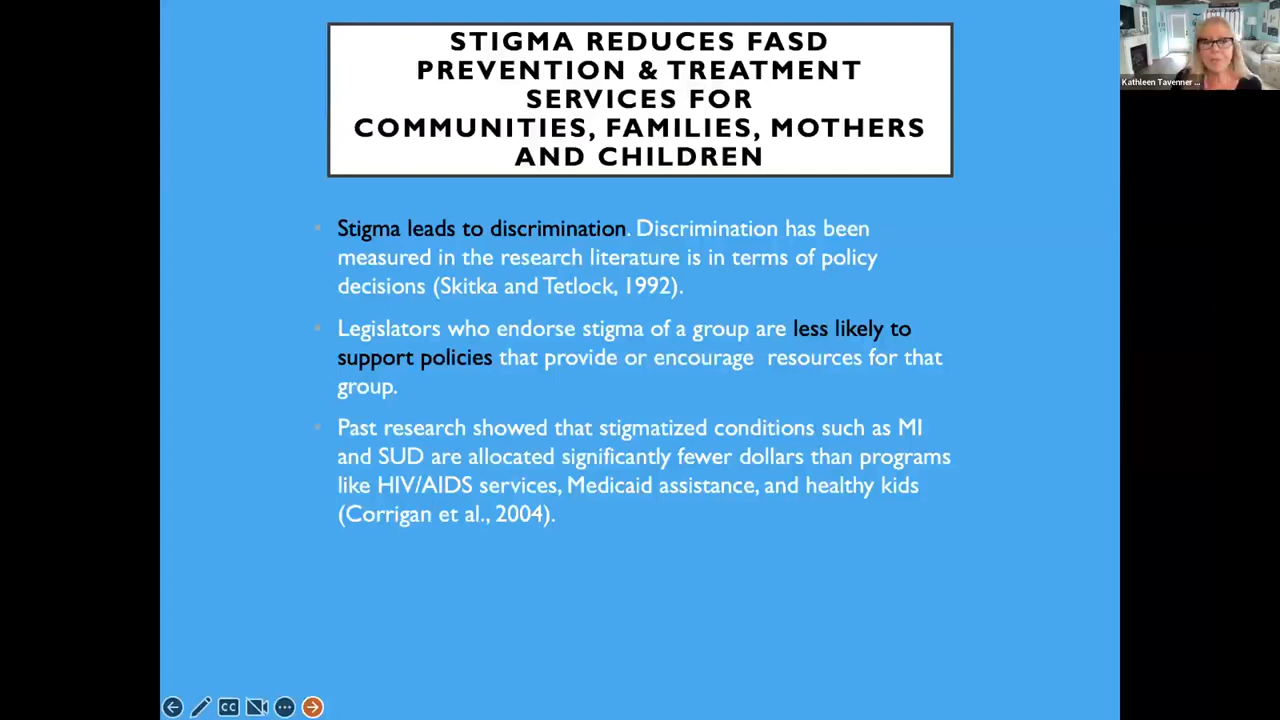 STIGMA REDUCES FASD
PREVENTION & TREATMENT
SERVICES FOR
COMMUNITIES, FAMILIES, MOTHERS
AND CHILDREN
Kathleen Tavenner ...
Stigma leads to discrimination. Discrimination has been
measured in the research literature is in terms of policy
decisions (Skitka and Tetlock, 1992).
Legislators who endorse stigma of a group are less likely to
support policies that provide or encourage resources for that
group.
Past research showed that stigmatized conditions such as MI
and SUD are allocated significantly fewer dollars than programs
like HIV/AIDS services, Medicaid assistance, and healthy kids
(Corrigan et al., 2004).
CC